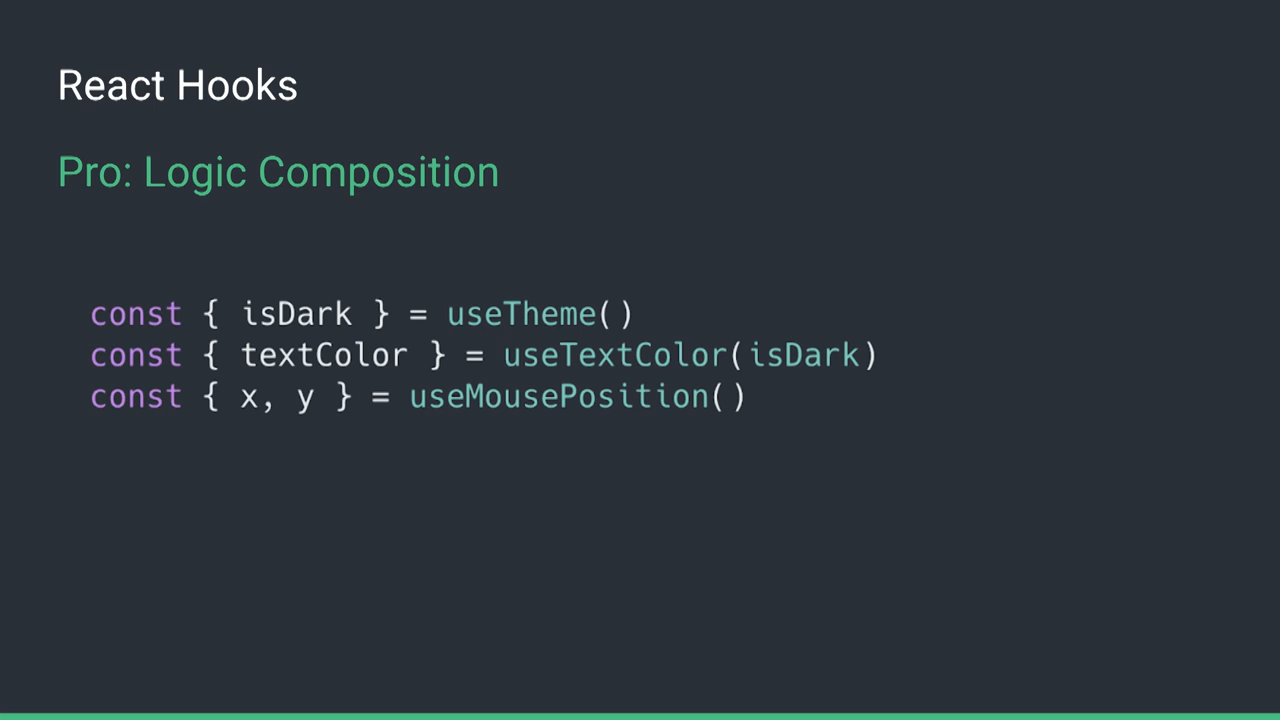 React Hooks
Pro: Logic Composition
const { isDark } = useTheme()
const { textColor } = useTextColor(isDark)
const { x, y } = useMousePosition()